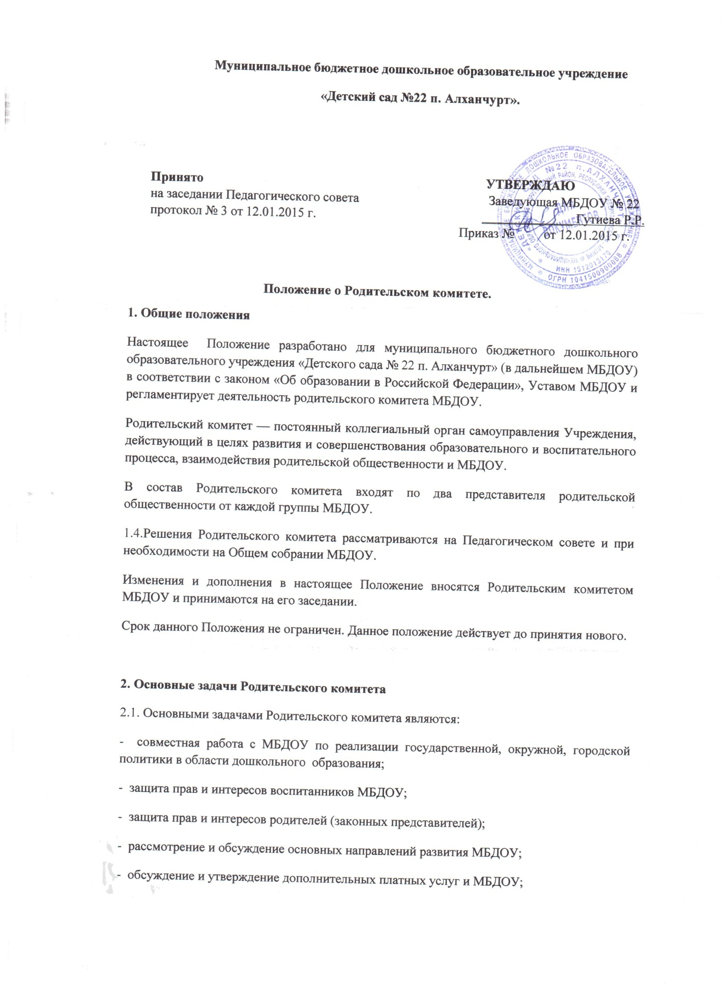 Муниципальное бюджетное дошкольное образовательное учреждение
«Детский сад №22 п. Алханчурт».
Принято
на заседании Педагогического совета
протокол № 3 от 12.01.2015 г.
УТВЕРЖДАЮ
Заведующая МБДОУ № 22
Гутиева Р.Р.
Приказ № от 12.01.2015 г.
МУНИЦИПАЛЬНОЕ БЮДЖЕТНОЕ ДОШКОЛЬНОЕ ОБРАЗОВАТЕЛЬНОЕ УЧРЕЖДЕНИЕ
«ДЕТСКИЙ САД №22 п.АЛХАНЧУРТ»
ДЛЯ
ДОКУМЕНТОВ
ИНН 1512013170
ОГРН 1041500900088
Положение о Родительском комитете.
1. Общие положения
Настоящее Положение разработано для муниципального бюджетного дошкольного
образовательного учреждения «Детского сада № 22 п. Алханчурт» (в дальнейшем МБДОУ)
в соответствии с законом «Об образовании в Российской Федерации», Уставом МБДОУ и
регламентирует деятельность родительского комитета МБДОУ.
Родительский комитет — постоянный коллегиальный орган самоуправления Учреждения,
действующий в целях развития и совершенствования образовательного и воспитательного
процесса, взаимодействия родительской общественности и МБДОУ.
В состав Родительского комитета входят по два представителя родительской
общественности от каждой группы МБДОУ.
1.4.Решения Родительского комитета рассматриваются на Педагогическом совете и при
необходимости на Общем собрании МБДОУ.
Изменения и дополнения в настоящее Положение вносятся Родительским комитетом
МБДОУ и принимаются на его заседании.
Срок данного Положения не ограничен. Данное положение действует до принятия нового.
2. Основные задачи Родительского комитета
2.1. Основными задачами Родительского комитета являются:
- совместная работа с МБДОУ по реализации государственной, окружной, городской
политики в области дошкольного образования;
- защита прав и интересов воспитанников МБДОУ;
- защита прав и интересов родителей (законных представителей);
- рассмотрение и обсуждение основных направлений развития МБДОУ;
- обсуждение и утверждение дополнительных платных услуг и МБДОУ;